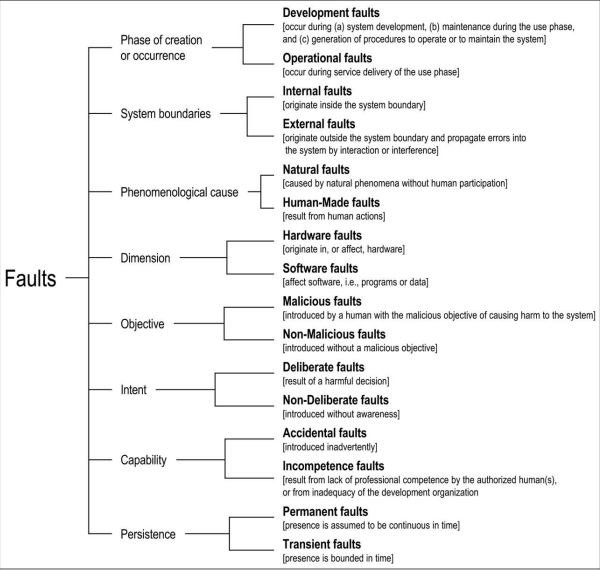 Development faults
[occur during (a) system development, (b) maintenance during the use phase,
and (c) generation of procedures to operate or to maintain the system]
Phase of creation
or occurrence
Operational faults
[occur during service delivery of the use phase]
Internal faults
[originate inside the system boundary]
System boundaries
External faults
[originate outside the system boundary and propagate errors into
the system by interaction or interference]
Natural faults
[caused by natural phenomena without human participation]
Phenomenological cause
Human-Made faults
[result from human actions]
Hardware faults
[originate in, or affect, hardware]
Dimension
Software faults
[affect software, i.e., programs or data]
Faults
Malicious faults
[introduced by a human with the malicious objective of causing harm to the system]
Objective
Non-Malicious faults
[introduced without a malicious objective]
Deliberate faults
[result of a harmful decision]
Intent
Non-Deliberate faults
[introduced without awareness]
Accidental faults
[introduced inadvertently]
Capability
Incompetence faults
[result from lack of professional competence by the authorized human(s),
or from inadequacy of the development organization
Permanent faults
[presence is assumed to be continuous in time]
Persistence
Transient faults
[presence is bounded in time]